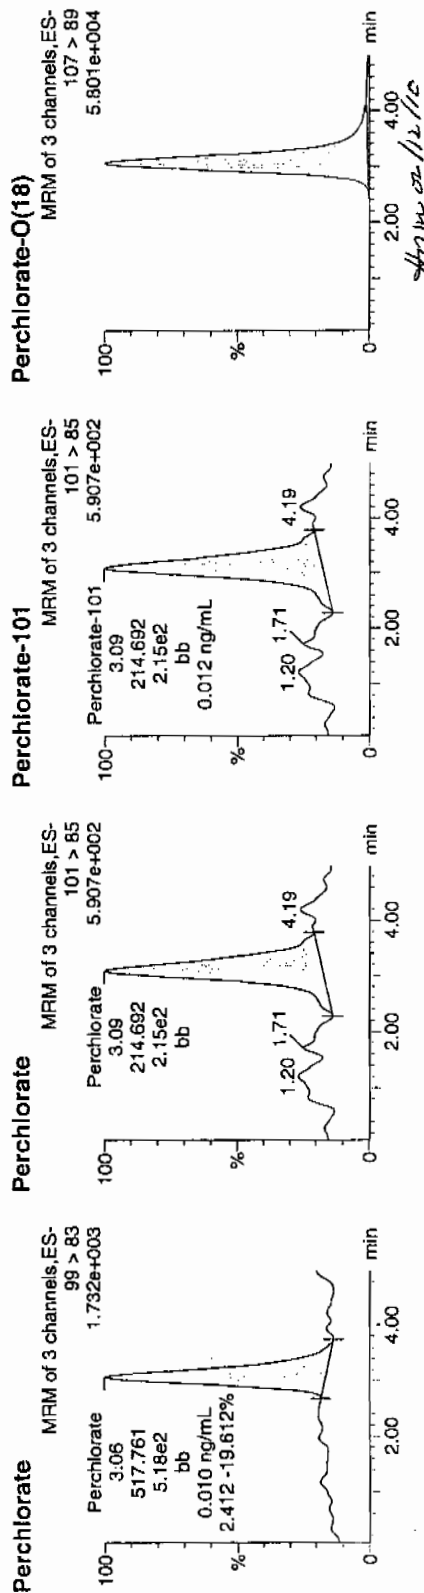 Perchlorate
MRM of 3 channels,ES-
99 > 83
1.732e+003
100
%
0
Perchlorate
3.06
517.761
5.18e2
bb
0.010 ng/mL
2.412 -19.612%
2.00
4.00
min
Perchlorate
MRM of 3 channels,ES-
101 > 85
5.907e+002
100
%
0
Perchlorate
3.09
214.692
2.15e2
bb
1.20
1.71
4.19
2.00
4.00
min
Perchlorate-101
MRM of 3 channels,ES-
101 > 85
5.907e+002
100
%
0
Perchlorate-101
3.09
214.692
2.15e2
bb
0.012 ng/mL
1.20
1.71
4.19
2.00
4.00
min
Perchlorate-O(18)
MRM of 3 channels,ES-
107 > 89
5.801e+004
100
%
0
2.00
4.00
min
02/12/10